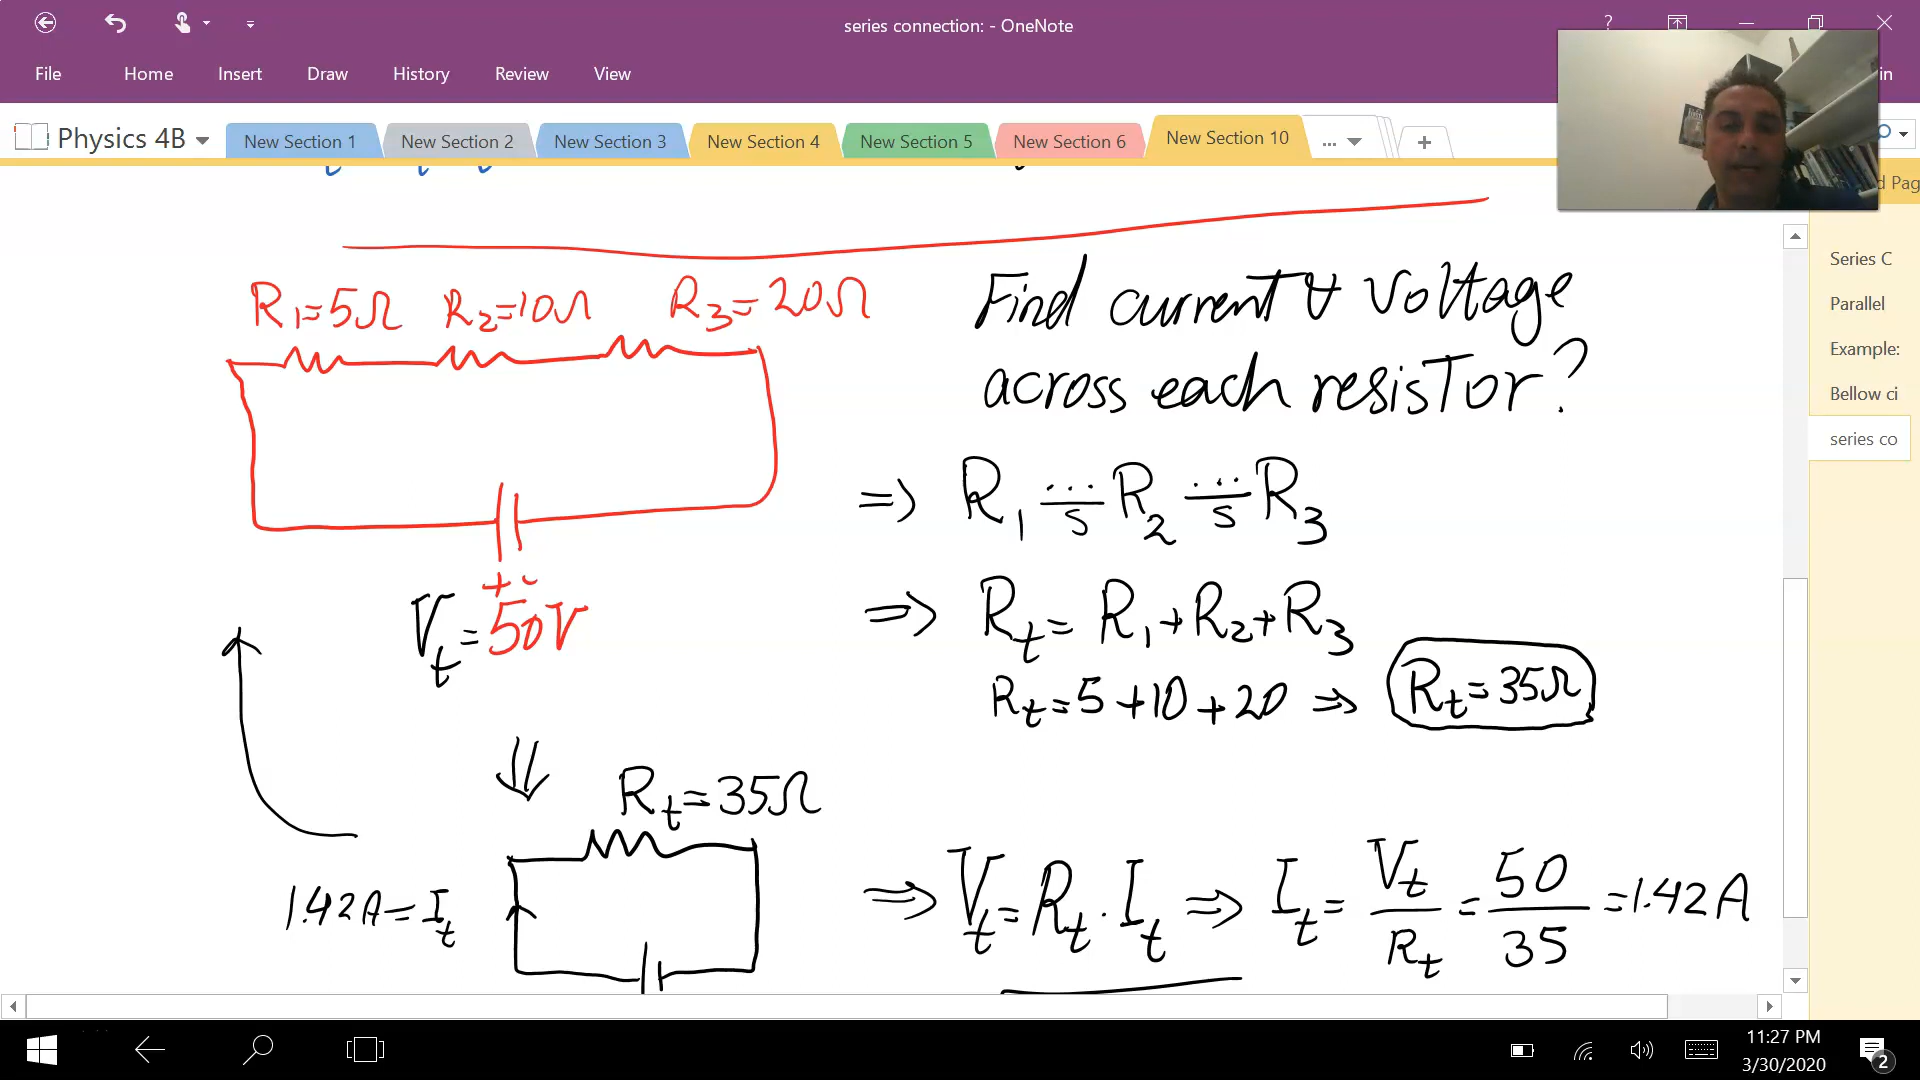 series connection: - OneNote
?
File Home Insert Draw History Review View
in
Physics 4B New Section 1 New Section 2 New Section 3 New Section 4 New Section 5 New Section 6 New Section 10 ... +
d Pag
Series C
Parallel
Example:
Bellow ci
series co
R1=5Ω R2=10Ω R3=20Ω
+ -
Vt=50V
Rt=35Ω
1.42A=It
Find current & Voltage
across each resistor?
=> R1 ...s R2 ...s R3
=> Rt=R1+R2+R3
Rt=5+10+20 => Rt=35Ω
=> Vt=Rt.It => It=Vt/Rt=50/35=1.42A
11:27 PM
3/30/2020
2